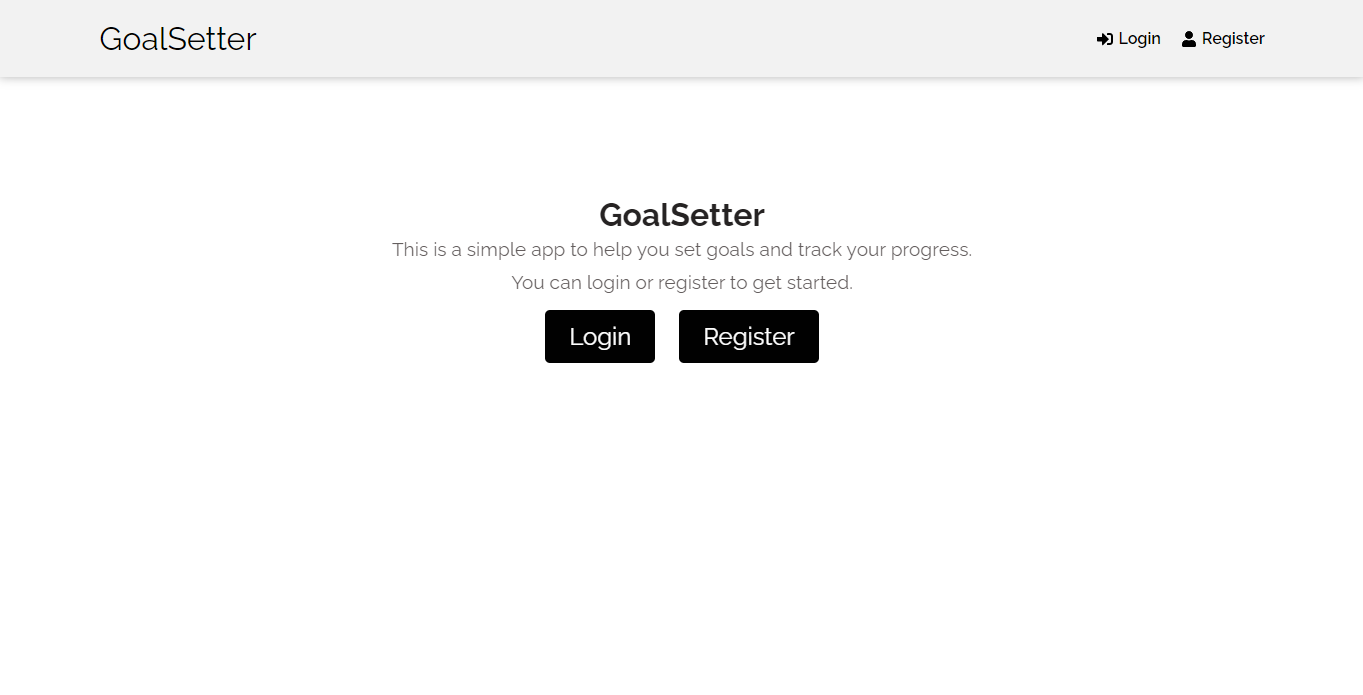 GoalSetter
Login Register
GoalSetter
This is a simple app to help you set goals and track your progress.
You can login or register to get started.
Login Register